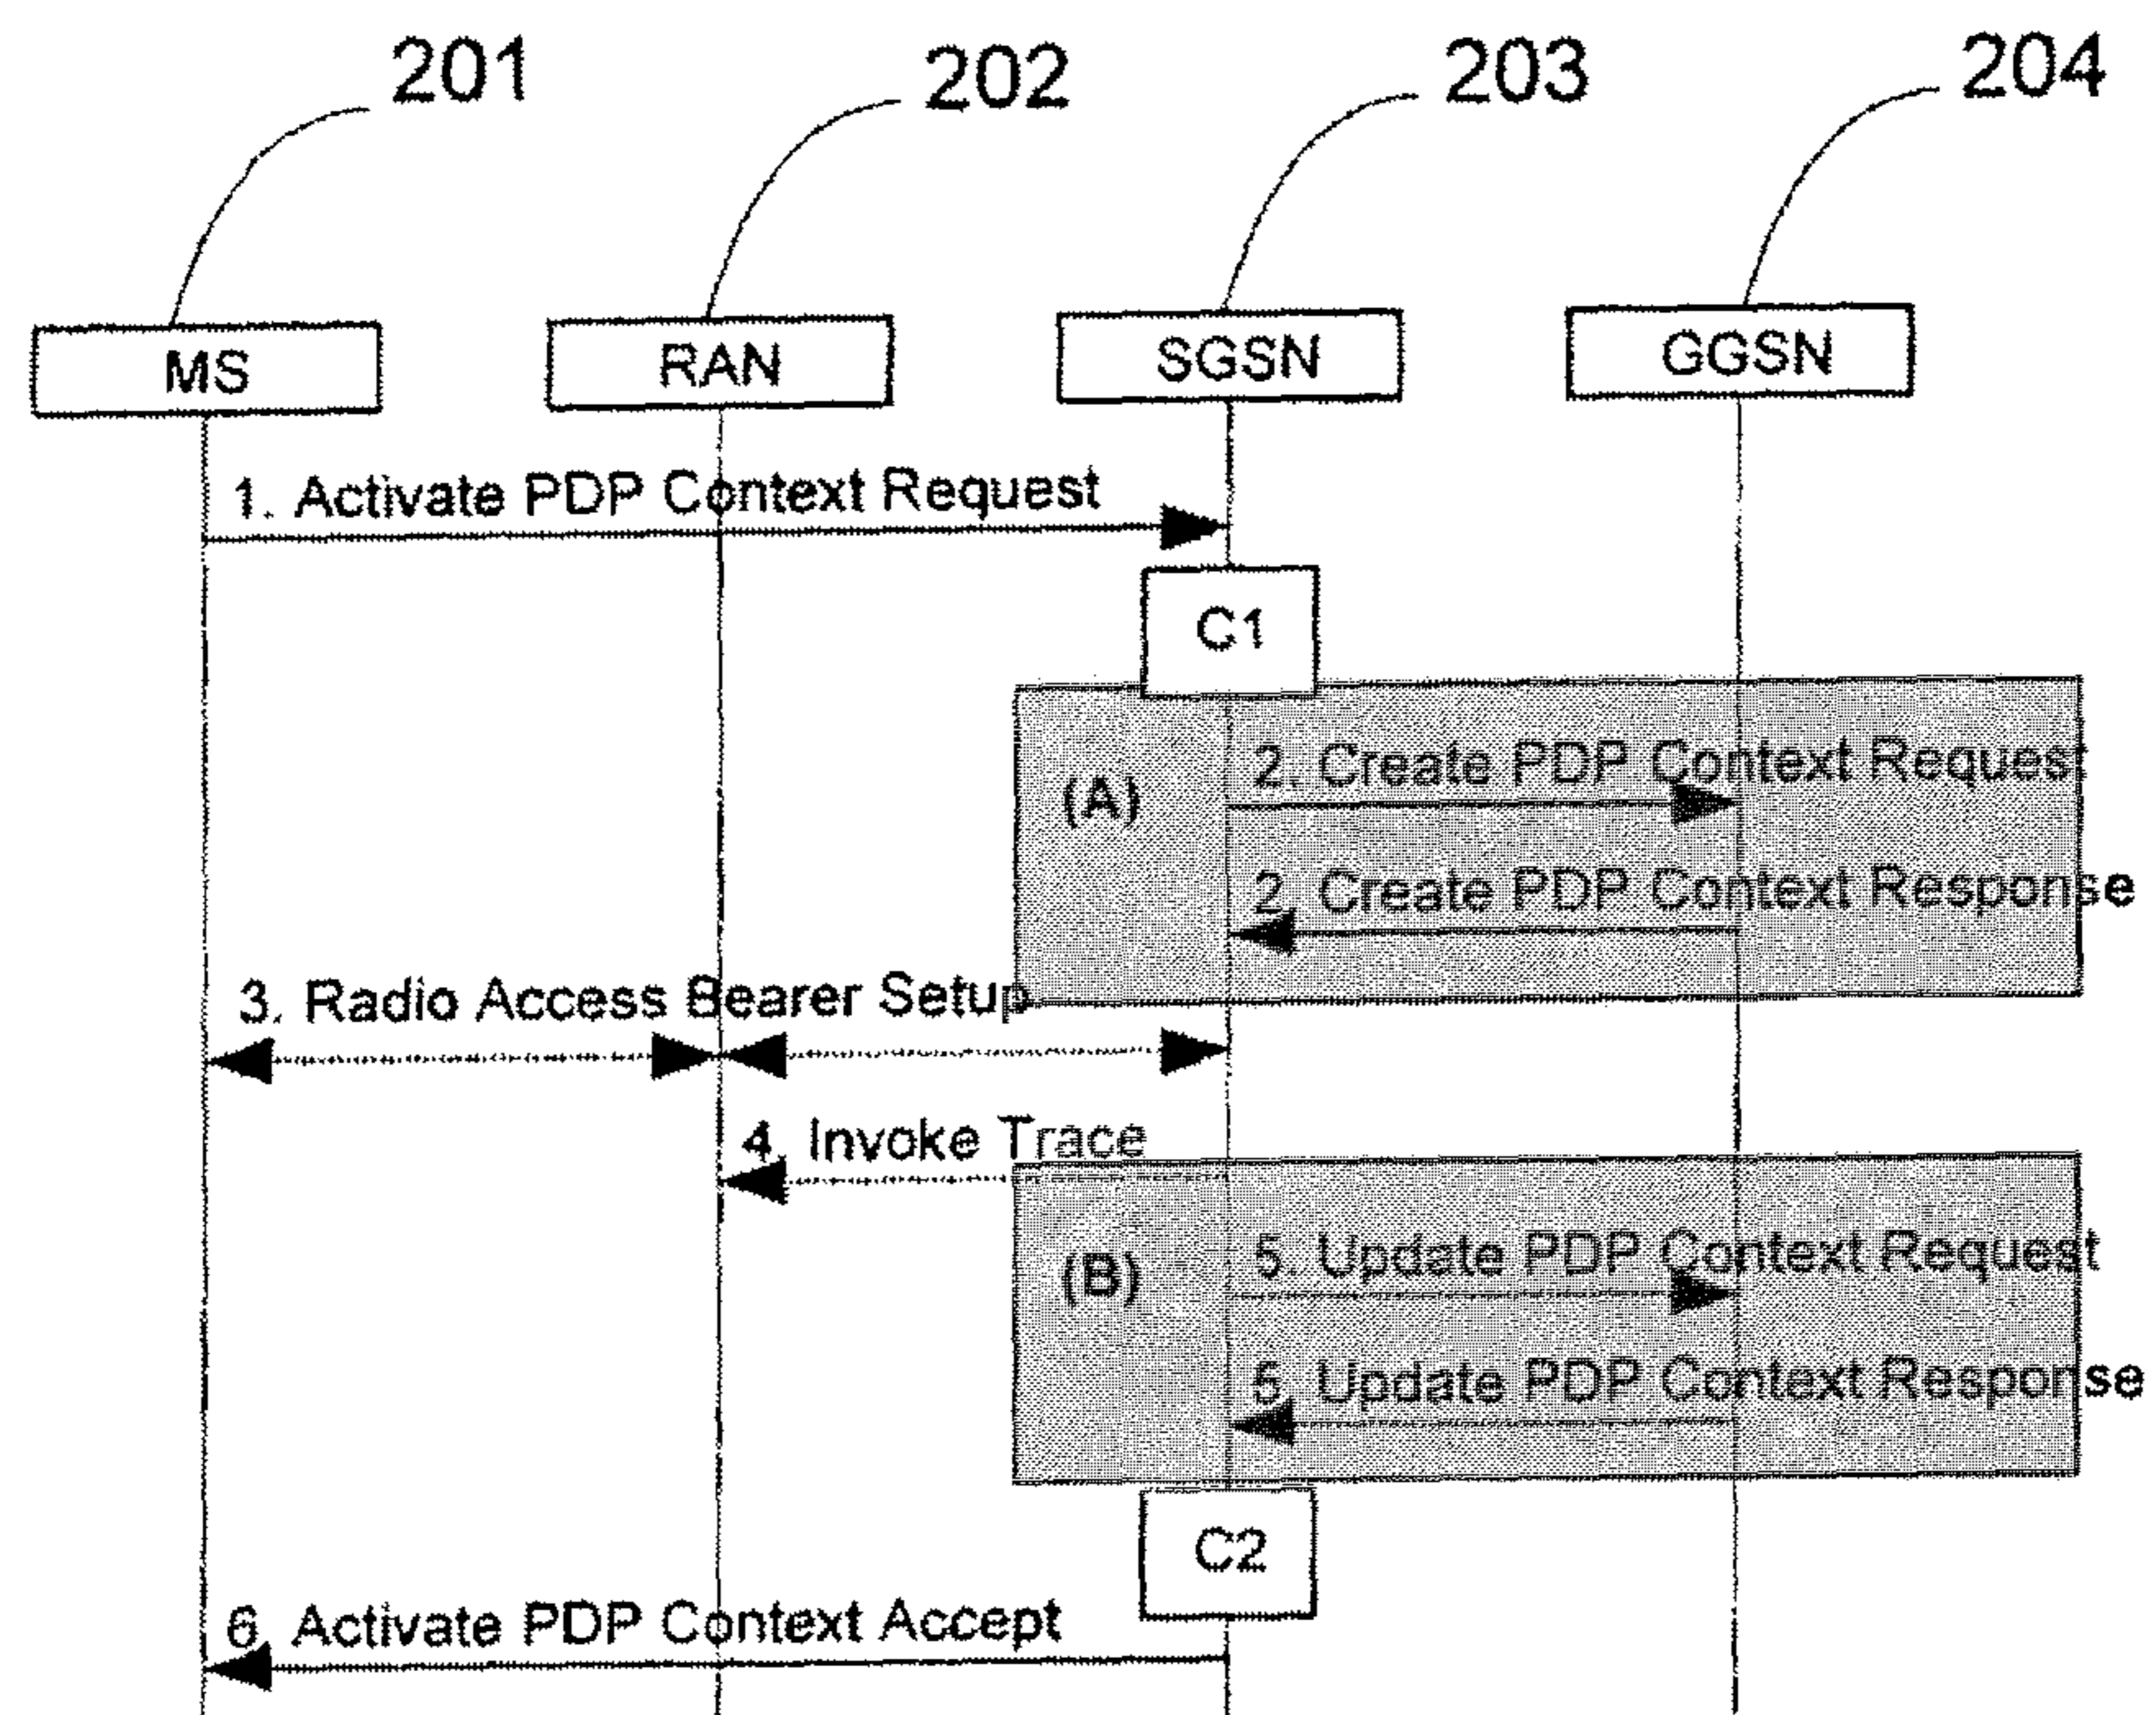 201 202 203 204
MS RAN SGSN GGSN
1. Activate PDP Context Request
C1
(A)
2. Create PDP Context Request
2. Create PDP Context Response
3. Radio Access Bearer Setup
4. Invoke Trace
(B)
5. Update PDP Context Request
5. Update PDP Context Response
C2
6. Activate PDP Context Accept